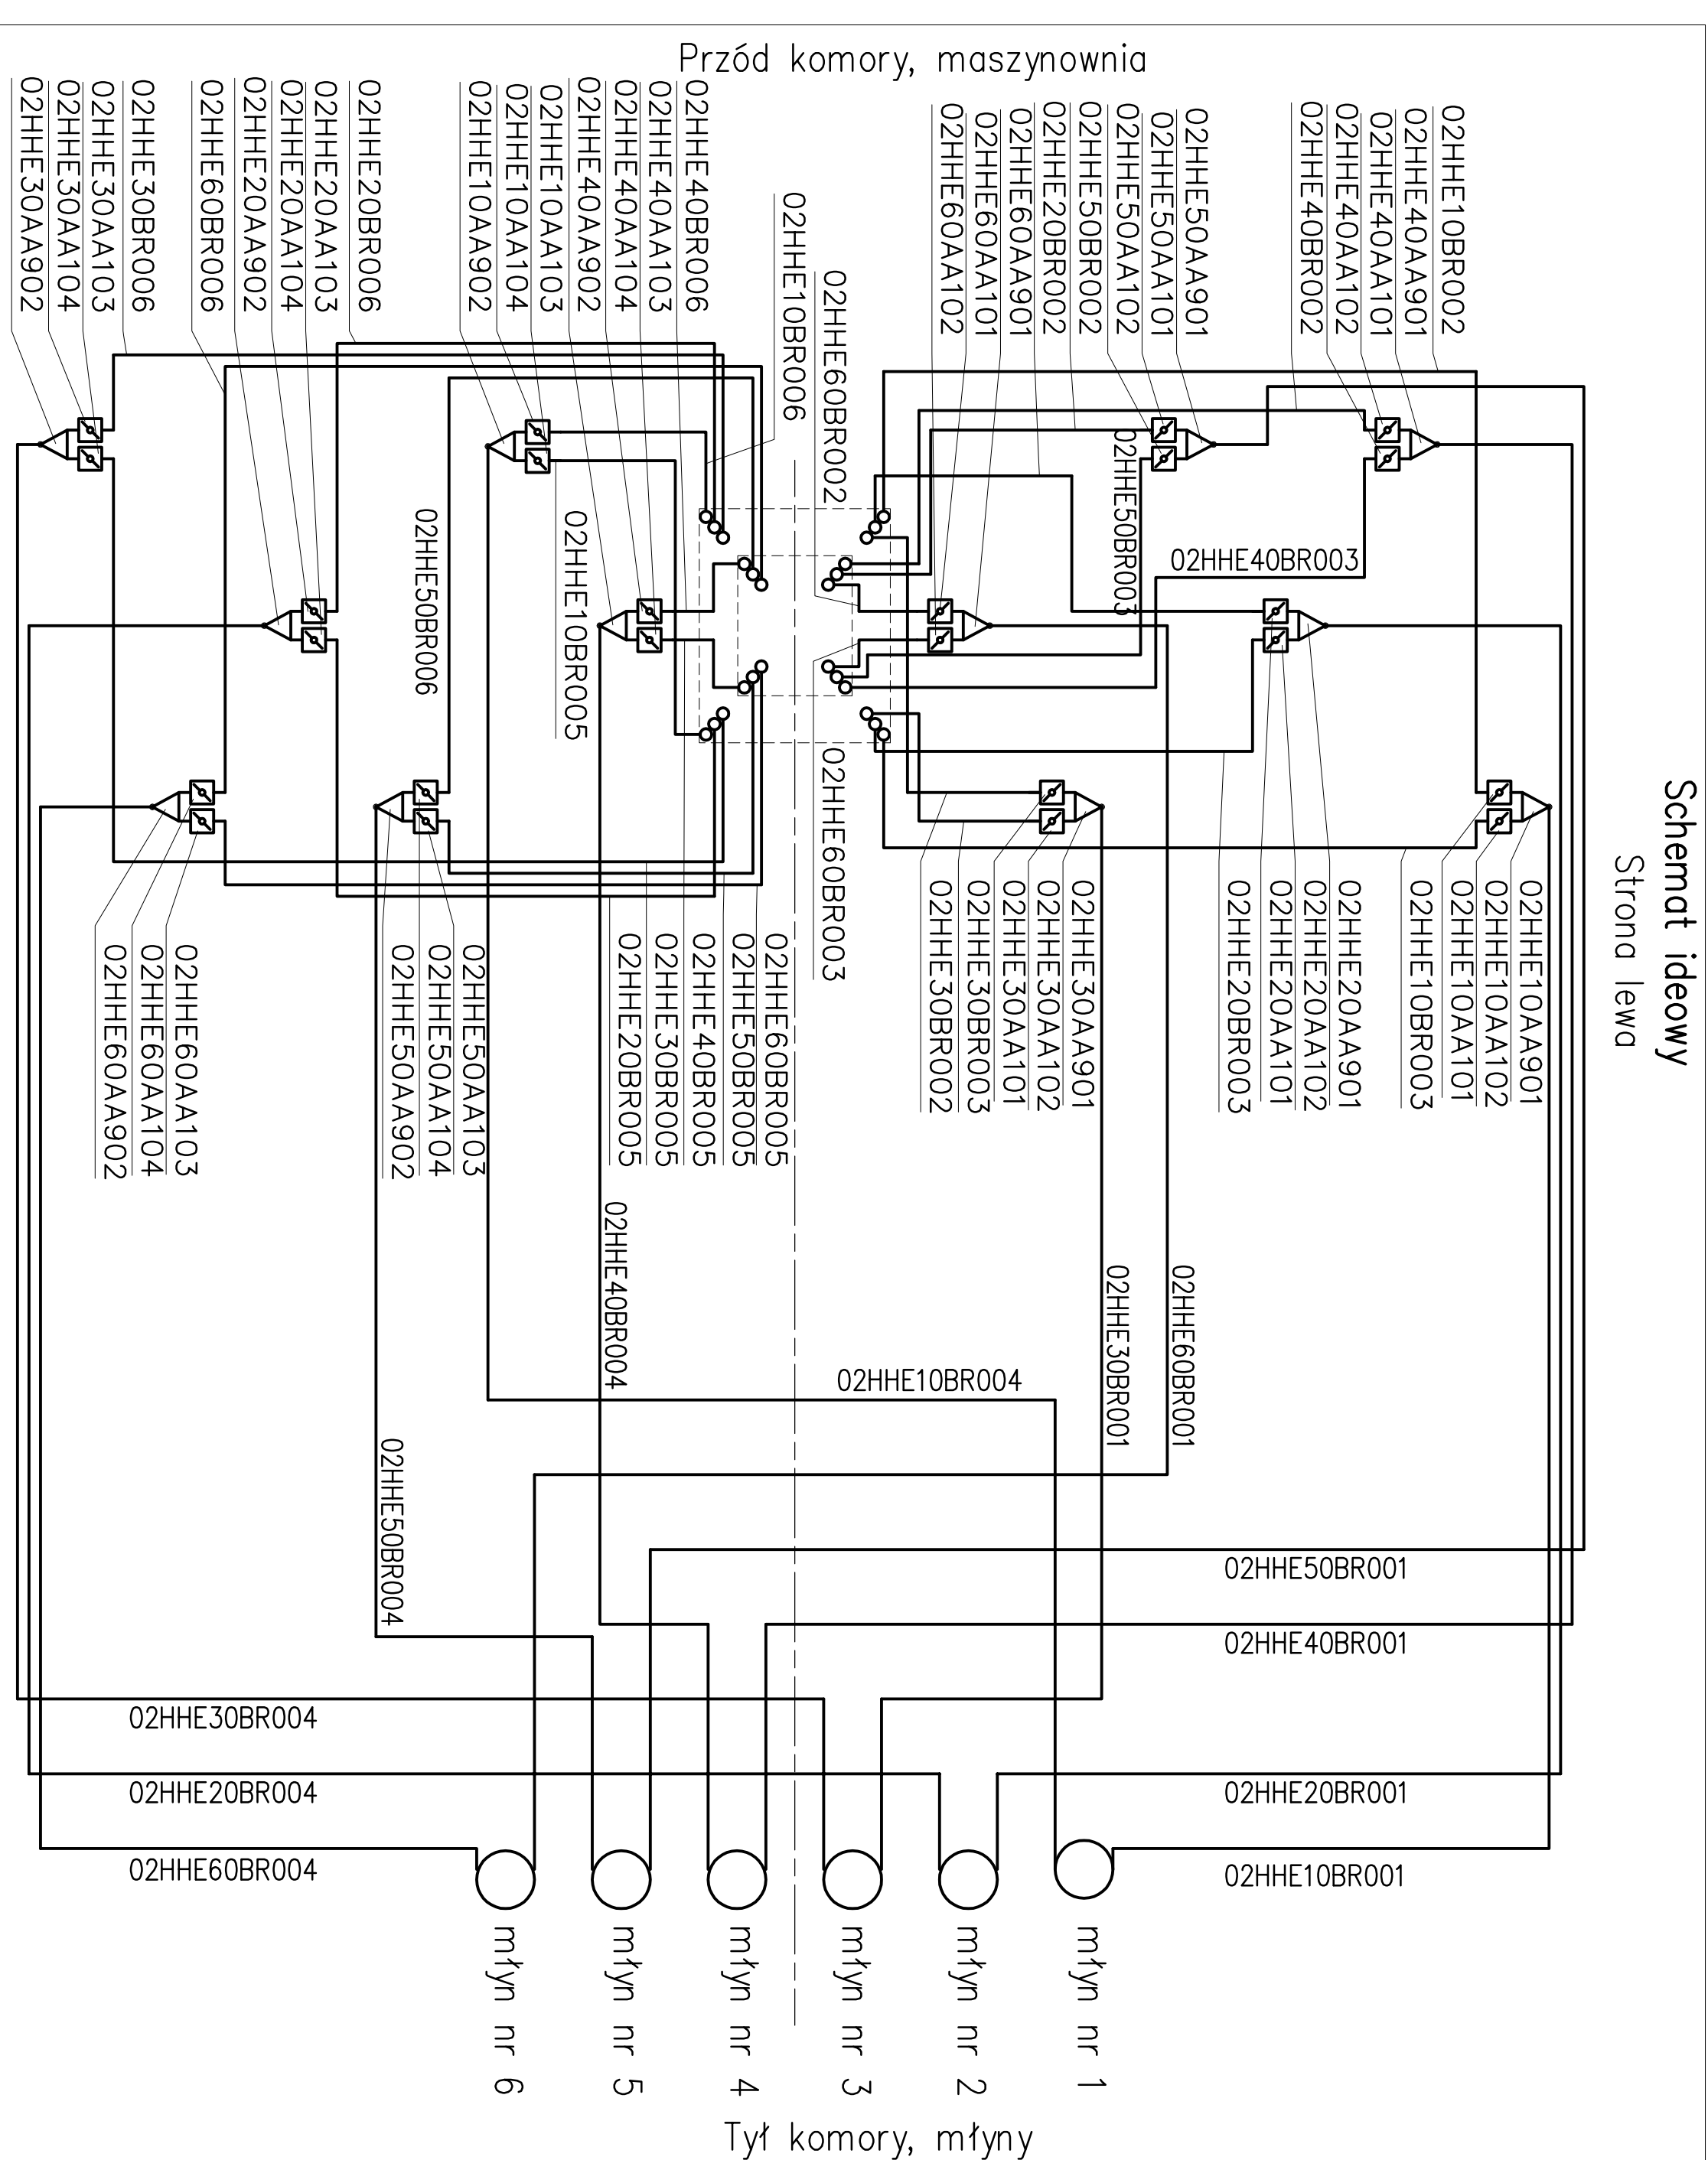 Schemat ideowy
Strona lewa
Przód komory, maszynownia
02HHE10BR002
02HHE40AA901
02HHE40AA101
02HHE40AA102
02HHE40BR002
02HHE50AA901
02HHE50AA101
02HHE50AA102
02HHE50BR002
02HHE20BR002
02HHE60AA901
02HHE60AA101
02HHE60AA102
02HHE60BR002
02HHE10BR006
02HHE40BR006
02HHE40AA103
02HHE40AA104
02HHE40AA902
02HHE10AA103
02HHE10AA104
02HHE10AA902
02HHE20BR006
02HHE20AA103
02HHE20AA104
02HHE20AA902
02HHE60BR006
02HHE30BR006
02HHE30AA103
02HHE30AA104
02HHE30AA902
02HHE50BR003
02HHE40BR003
02HHE10BR005
02HHE50BR006
02HHE60BR003
02HHE10AA901
02HHE10AA102
02HHE10AA101
02HHE10BR003
02HHE20AA901
02HHE20AA102
02HHE20AA101
02HHE20BR003
02HHE30AA901
02HHE30AA102
02HHE30AA101
02HHE30BR003
02HHE30BR002
02HHE60BR005
02HHE50BR005
02HHE40BR005
02HHE30BR005
02HHE20BR005
02HHE50AA103
02HHE50AA104
02HHE50AA902
02HHE60AA103
02HHE60AA104
02HHE60AA902
02HHE60BR001
02HHE30BR001
02HHE40BR004
02HHE10BR004
02HHE50BR004
02HHE50BR001
02HHE40BR001
02HHE30BR004
02HHE20BR004
02HHE20BR001
02HHE60BR004
02HHE10BR001
młyn nr 1
młyn nr 2
młyn nr 3
młyn nr 4
młyn nr 5
młyn nr 6
Tył komory, młyny